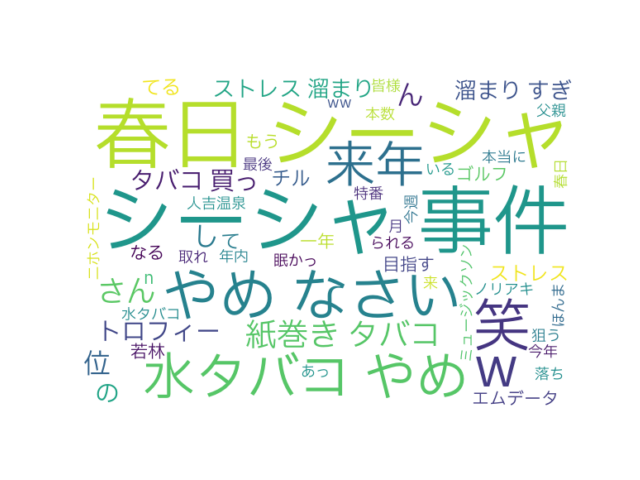 てる
ストレス 溜まり
皆様
ん
溜まり すぎ
ww
本数
父親
春日 シーシャ
もう
来年
本当に
最後
タバコ 買っ
チル
いる
ゴルフ
春日
特番
ニホンモニター
人吉温泉
シーシャ 事件
今週
月
られる
して
一年
なる
取れ
年内
眠かっ
目指す
さん
n
やめ なさい
来
ストレス
ミュージックソン
ノリアキ
ほんま
水タバコ
トロフィー
紙巻き タバコ
笑
狙う
若林
今年
位
水タバコ やめ
あっ
w
落ち
の
エムデータ